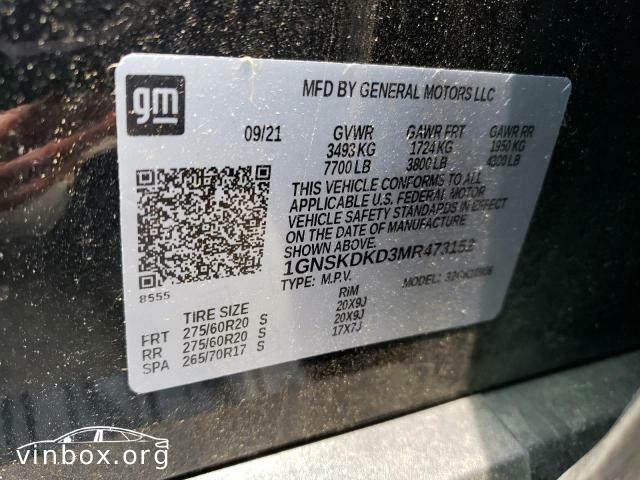 gm
MFD BY GENERAL MOTORS LLC
09/21 GVWR GAWR FRT GAWR RR
3493 KG 1724 KG 1950 KG
7700 LB 3800 LB 4300 LB
THIS VEHICLE CONFORMS TO ALL
APPLICABLE U.S. FEDERAL MOTOR
VEHICLE SAFETY STANDARDS IN EFFECT
ON THE DATE OF MANUFACTURE
SHOWN ABOVE.
TYPE: M.P.V. MODEL:
8555
TIRE SIZE RIM
FRT 275/60R20 S 20X9J
RR 275/60R20 S 20X9J
SPA 265/70R17 S 17X7J
vinbox.org